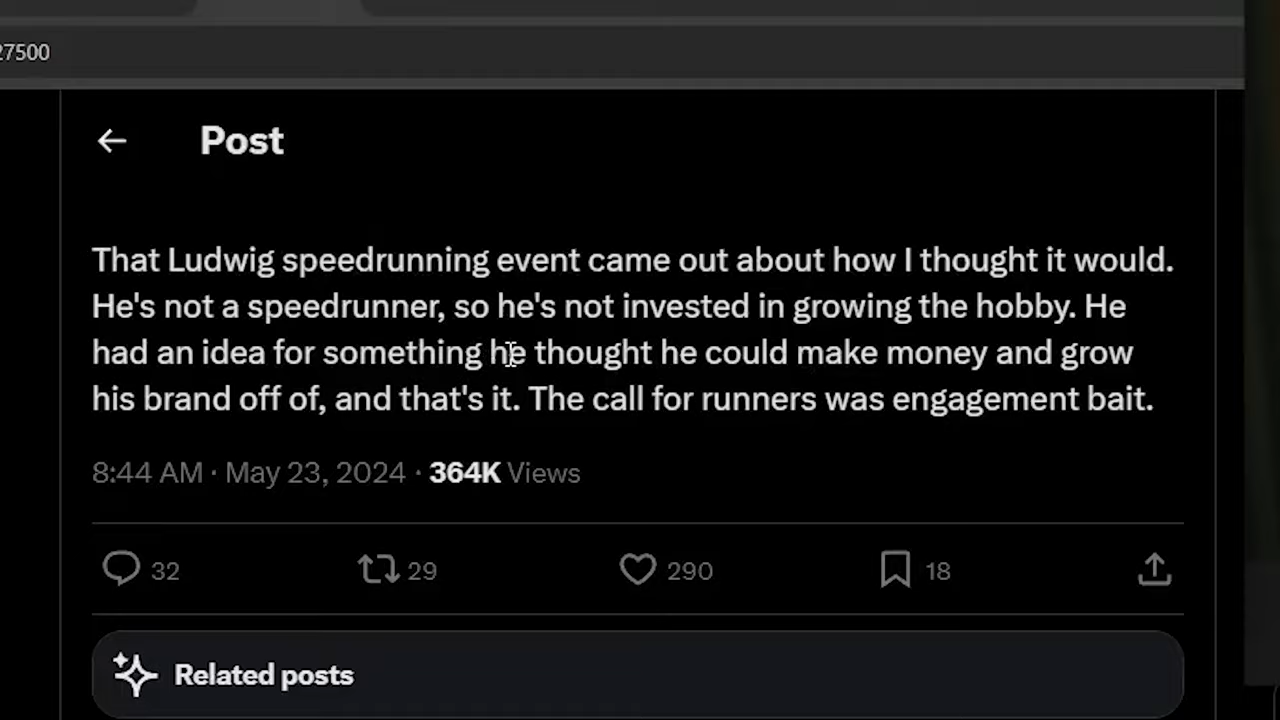 27500
Post
That Ludwig speedrunning event came out about how I thought it would.
He's not a speedrunner, so he's not invested in growing the hobby. He
had an idea for something he thought he could make money and grow
his brand off of, and that's it. The call for runners was engagement bait.
8:44 AM · May 23, 2024 · 364K Views
32 29 290 18
Related posts